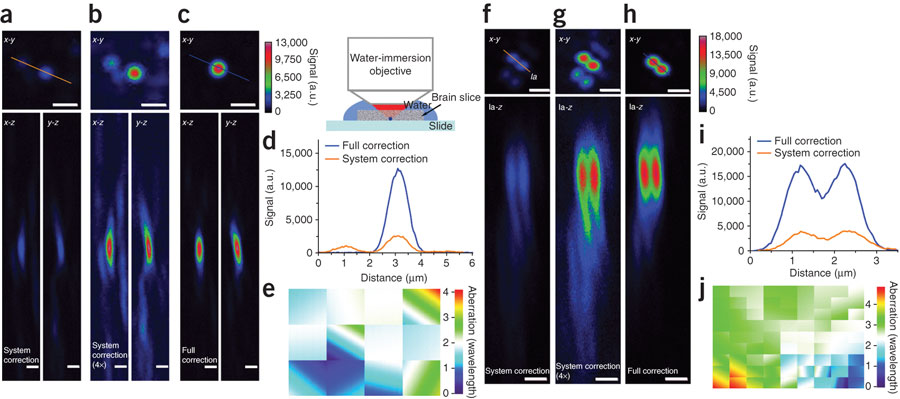 a
x-y
x-z
y-z
System
correction
b
x-y
x-z
y-z
System
correction
(4×)
c
x-y
Full
correction
13,000
9,750
6,500
3,250
0
Signal (a.u.)
Water-immersion
objective
Water
Brain slice
Slide
d
Full correction
System correction
15,000
10,000
5,000
0
Signal (a.u.)
0 1 2 3 4 5 6
Distance (μm)
e
4
3
2
1
0
Aberration (wavelength)
f
x-y
la
la-z
System correction
g
x-y
la-z
System correction
(4×)
h
x-y
la-z
Full correction
18,000
13,500
9,000
4,500
0
Signal (a.u.)
i
Full correction
System correction
20,000
15,000
10,000
5,000
0
Signal (a.u.)
0 1 2 3
Distance (μm)
j
4
3
2
1
0
Aberration (wavelength)